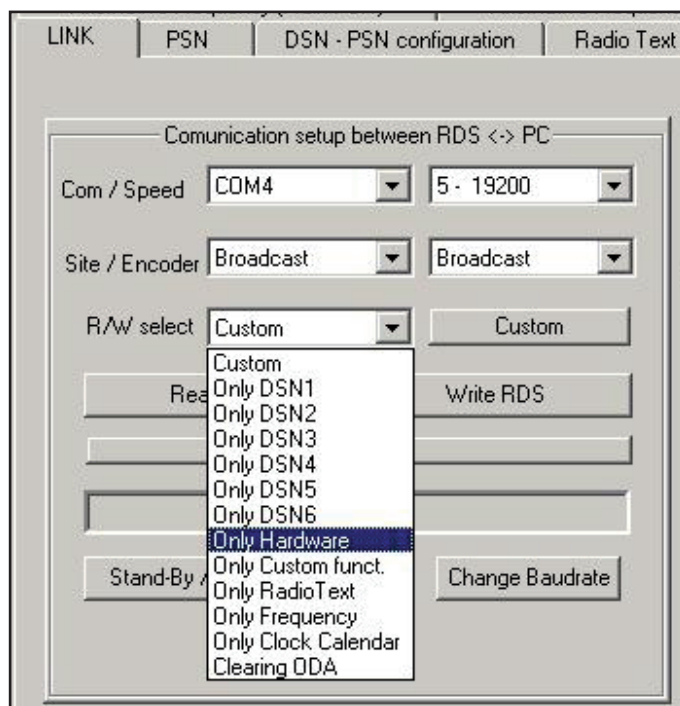 LINK PSN DSN - PSN configuration Radio Text
Comunication setup between RDS <-> PC
Com / Speed COM4 5 - 19200
Site / Encoder Broadcast Broadcast
R/W select Custom Custom
Custom
Only DSN1
Write RDS
Only DSN2
Only DSN3
Only DSN4
Only DSN5
Only DSN6
Only Hardware
Only Custom funct.
Stand-By Change Baudrate
Only RadioText
Only Frequency
Only Clock Calendar
Clearing ODA